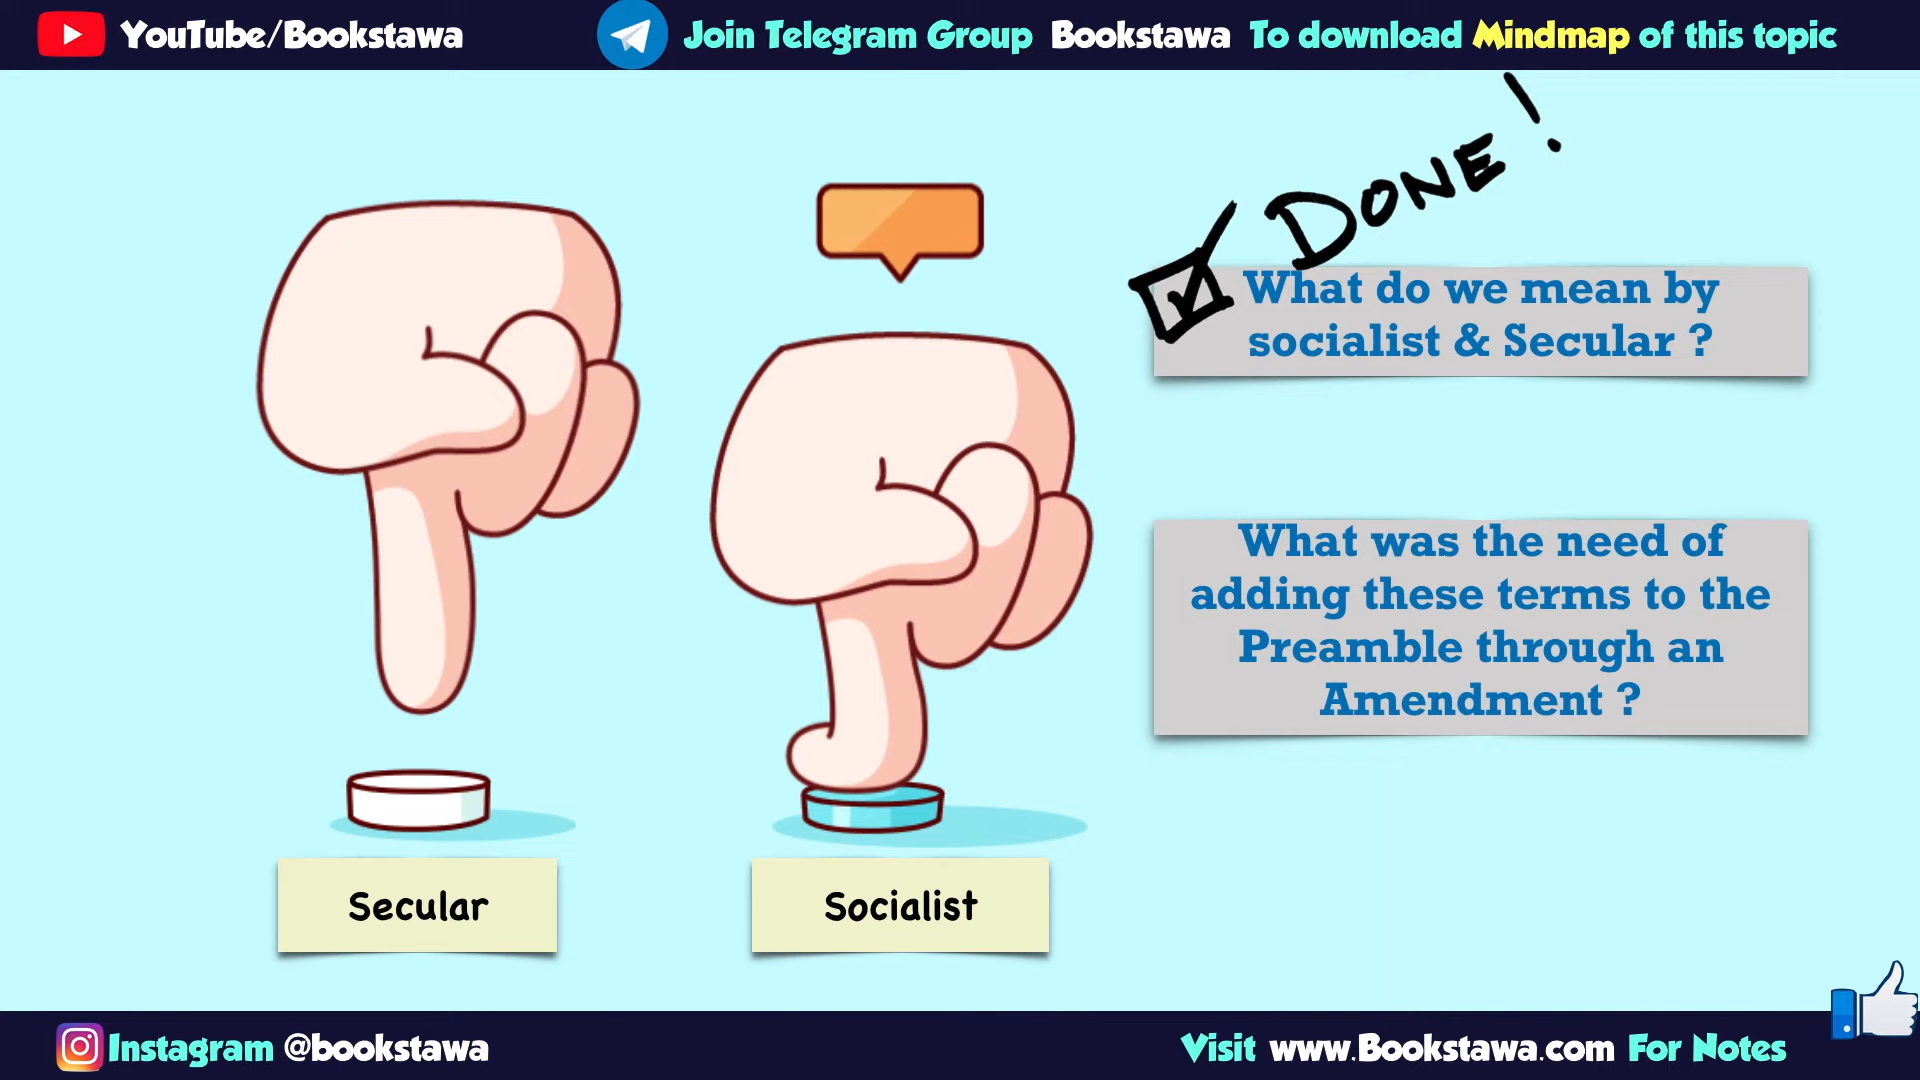 YouTube/Bookstawa
Join Telegram Group Bookstawa To download Mindmap of this topic
DONE!
What do we mean by
socialist & Secular ?
What was the need of
adding these terms to the
Preamble through an
Amendment ?
Secular
Socialist
Instagram @bookstawa
Visit www.Bookstawa.com For Notes